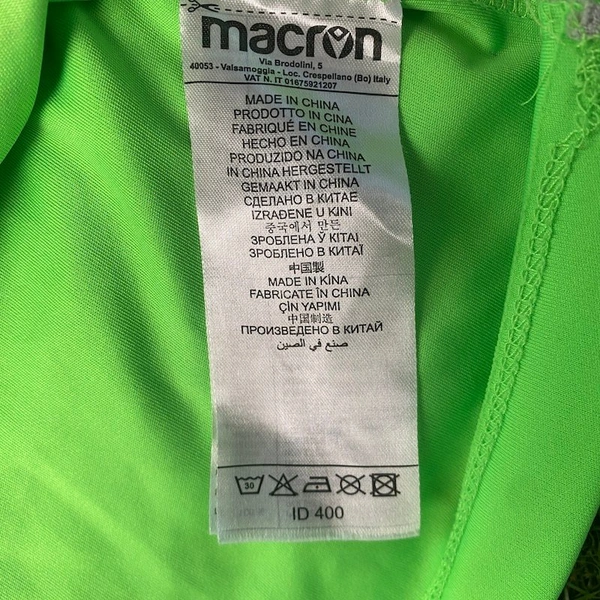 macron
Via Brodolini, 5
40053 - Valsamoggia - Loc. Crespellano (Bo) Italy
VAT N. IT 01675921207
MADE IN CHINA
PRODOTTO IN CINA
FABRIQUÉ EN CHINE
HECHO EN CHINA
PRODUZIDO NA CHINA
IN CHINA HERGESTELLT
GEMAAKT IN CHINA
СДЕЛАНО В КИТАЕ
IZRAĐENE U KINI
중국에서 만든
ЗРОБЛЕНА Ў КІТАІ
ЗРОБЛЕНО В КИТАЇ
中国製
MADE IN KÍNA
FABRICATE ÎN CHINA
ÇİN YAPIMI
中国制造
ПРОИЗВЕДЕНО В КИТАЙ
صنع في الصين
30
ID 400